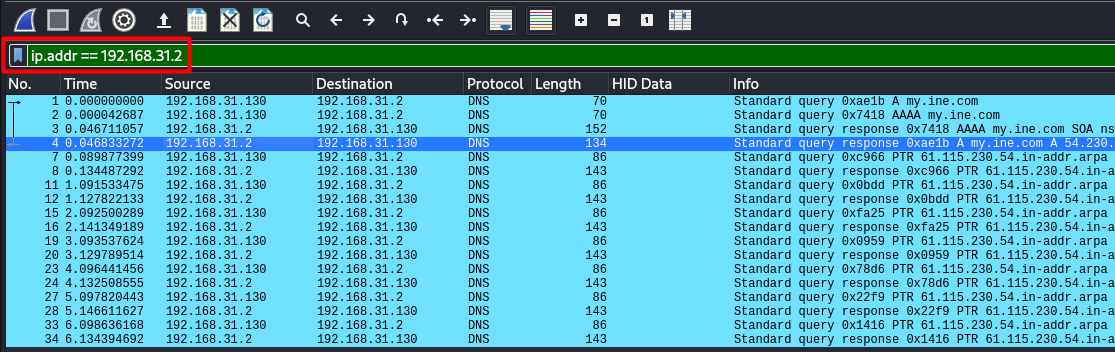 ip.addr == 192.168.31.2
No. Time Source Destination Protocol Length HID Data Info
1 0.000000000 192.168.31.130 192.168.31.2 DNS 70 Standard query 0xae1b A my.ine.com
2 0.000042687 192.168.31.130 192.168.31.2 DNS 70 Standard query 0x7418 AAAA my.ine.com
3 0.046711057 192.168.31.2 192.168.31.130 DNS 152 Standard query response 0x7418 AAAA my.ine.com SOA ns
4 0.046833272 192.168.31.2 192.168.31.130 DNS 134 Standard query response 0xae1b A my.ine.com A 54.230.
7 0.089877399 192.168.31.130 192.168.31.2 DNS 86 Standard query 0xc966 PTR 61.115.230.54.in-addr.arpa
8 0.134487292 192.168.31.2 192.168.31.130 DNS 143 Standard query response 0xc966 PTR 61.115.230.54.in-
11 1.091533475 192.168.31.130 192.168.31.2 DNS 86 Standard query 0x0bdd PTR 61.115.230.54.in-addr.arpa
12 1.127822133 192.168.31.2 192.168.31.130 DNS 143 Standard query response 0x0bdd PTR 61.115.230.54.in-
15 2.092500289 192.168.31.130 192.168.31.2 DNS 86 Standard query 0xfa25 PTR 61.115.230.54.in-addr.arpa
16 2.141349189 192.168.31.2 192.168.31.130 DNS 143 Standard query response 0xfa25 PTR 61.115.230.54.in-
19 3.093537624 192.168.31.130 192.168.31.2 DNS 86 Standard query 0x0959 PTR 61.115.230.54.in-addr.arpa
20 3.129789514 192.168.31.2 192.168.31.130 DNS 143 Standard query response 0x0959 PTR 61.115.230.54.in-
23 4.096441456 192.168.31.130 192.168.31.2 DNS 86 Standard query 0x78d6 PTR 61.115.230.54.in-addr.arpa
24 4.132508555 192.168.31.2 192.168.31.130 DNS 143 Standard query response 0x78d6 PTR 61.115.230.54.in-
27 5.097820443 192.168.31.130 192.168.31.2 DNS 86 Standard query 0x22f9 PTR 61.115.230.54.in-addr.arpa
28 5.146611627 192.168.31.2 192.168.31.130 DNS 143 Standard query response 0x22f9 PTR 61.115.230.54.in-
33 6.098636168 192.168.31.130 192.168.31.2 DNS 86 Standard query 0x1416 PTR 61.115.230.54.in-addr.arpa
34 6.134394692 192.168.31.2 192.168.31.130 DNS 143 Standard query response 0x1416 PTR 61.115.230.54.in-